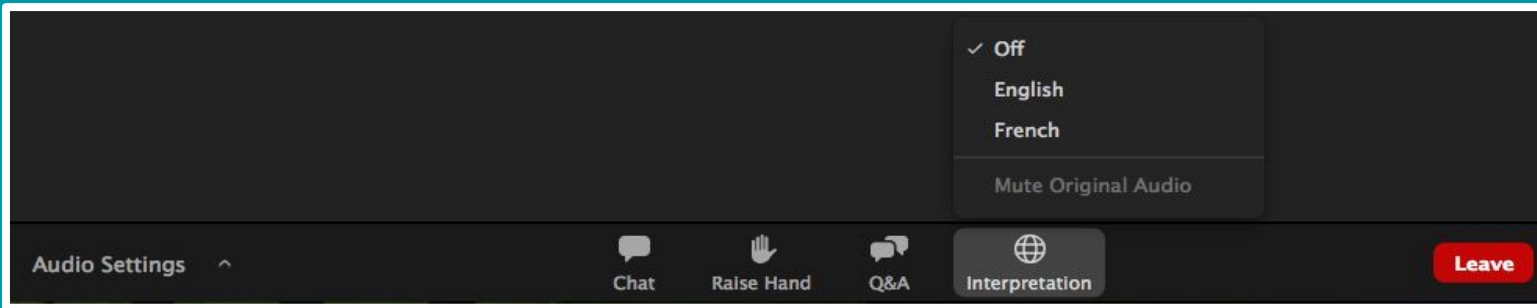 ✓ Off
English
French
Mute Original Audio
Audio Settings ^
Chat
Raise Hand
Q&A
Interpretation
Leave